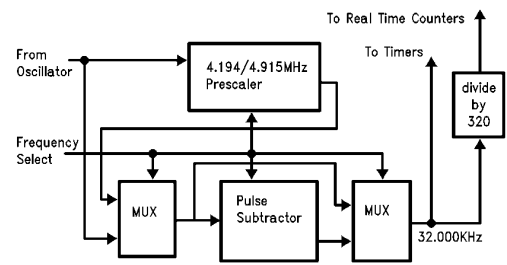 To Real Time Counters
To Timers
From
Oscillator
4.194/4.915MHz
Prescaler
divide
by
320
Frequency
Select
MUX
Pulse
Subtractor
MUX
32.000KHz